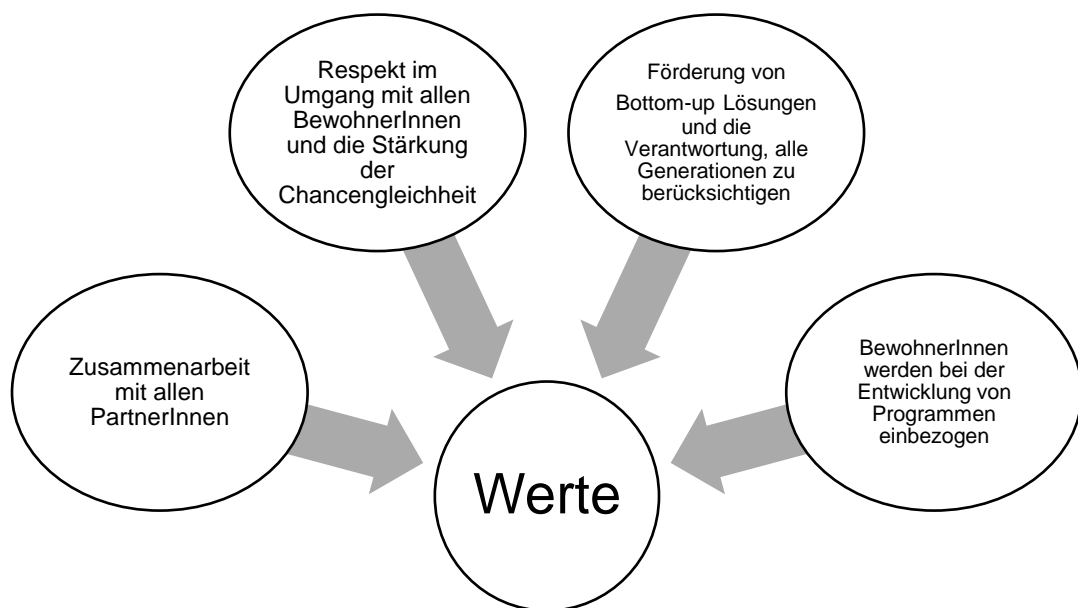 Respekt im
Umgang mit allen
BewohnerInnen
und die Stärkung
der
Chancengleichheit
Förderung von
Bottom-up Lösungen
und die
Verantwortung, alle
Generationen zu
berücksichtigen
Zusammenarbeit
mit allen
PartnerInnen
BewohnerInnen
werden bei der
Entwicklung von
Programmen
einbezogen
Werte